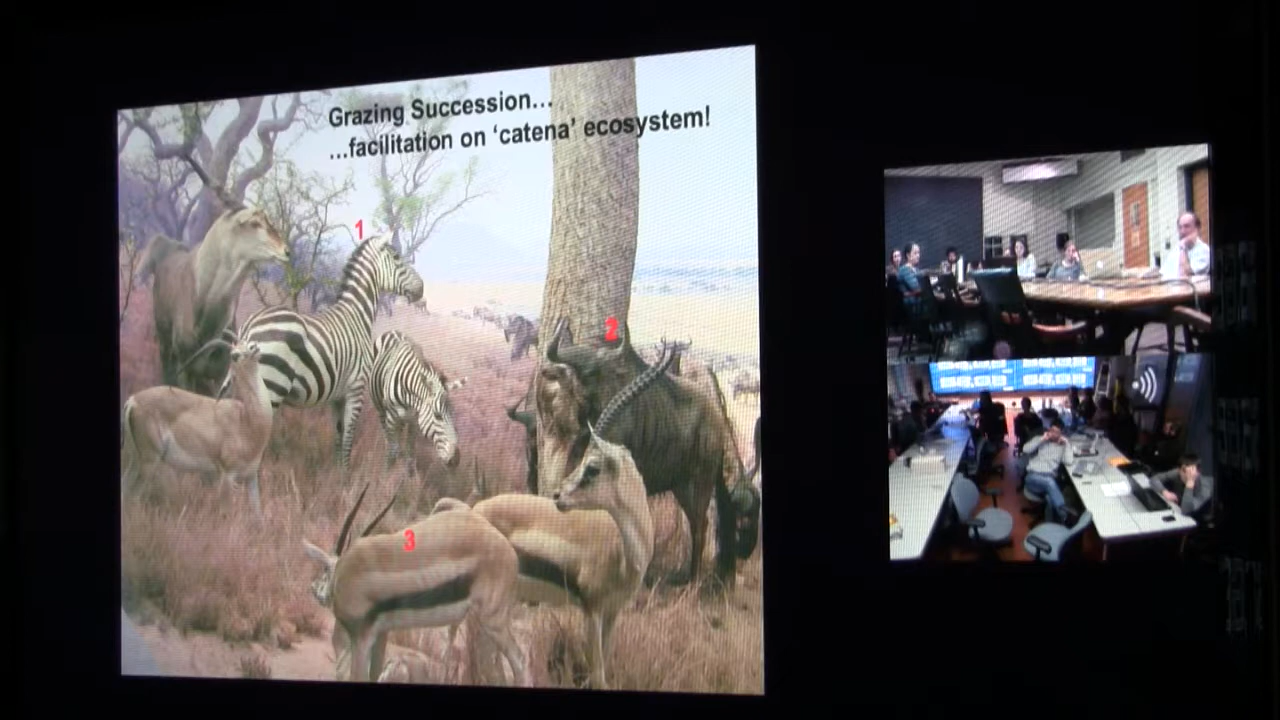 Grazing Succession...
...facilitation on ‘catena’ ecosystem!
1
2
3